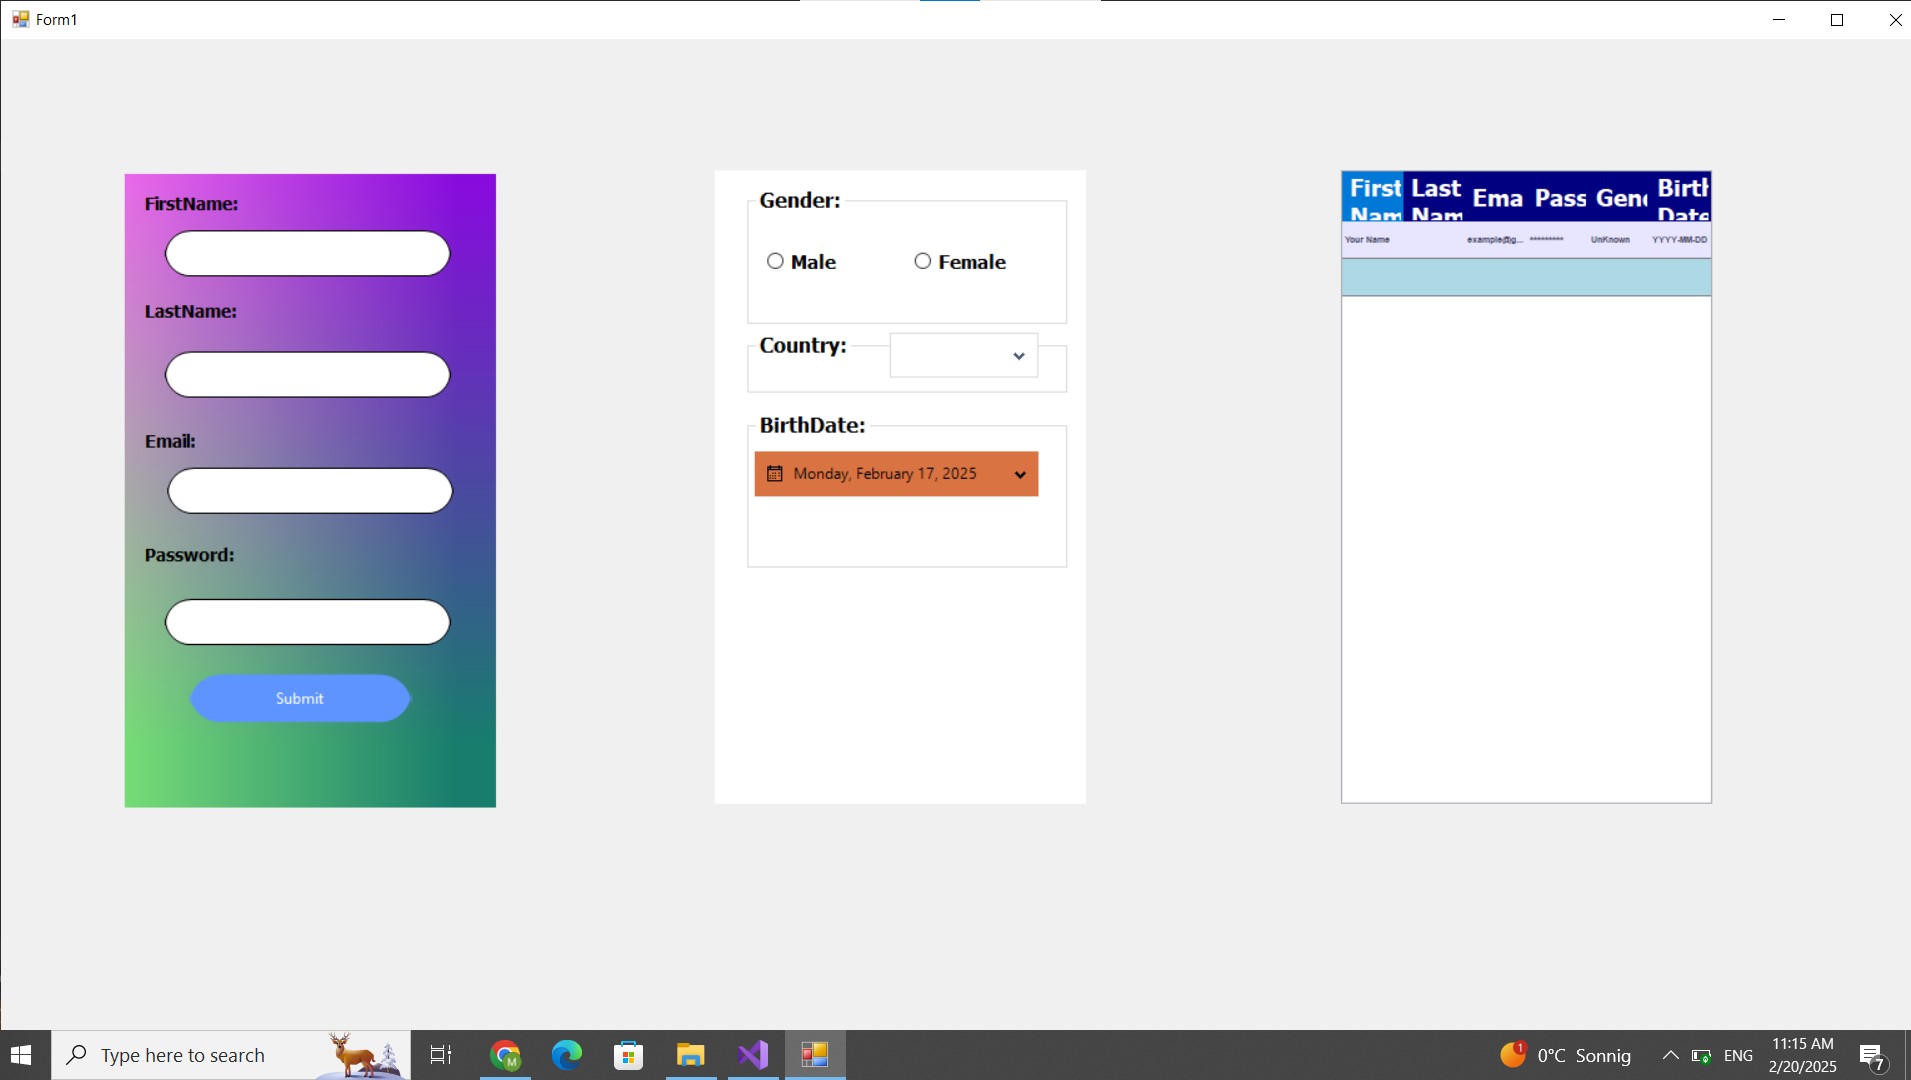 Form1
FirstName:
LastName:
Email:
Password:
Submit
Gender:
Male
Female
Country:
BirthDate:
Monday, February 17, 2025
First Nam
Last Nam
Ema
Pass
Gen
Birth Date
Your Name
example@g...
*********
UnKnown
YYYY-MM-DD
Type here to search
M
1
0°C Sonnig
ENG
11:15 AM
2/20/2025
7